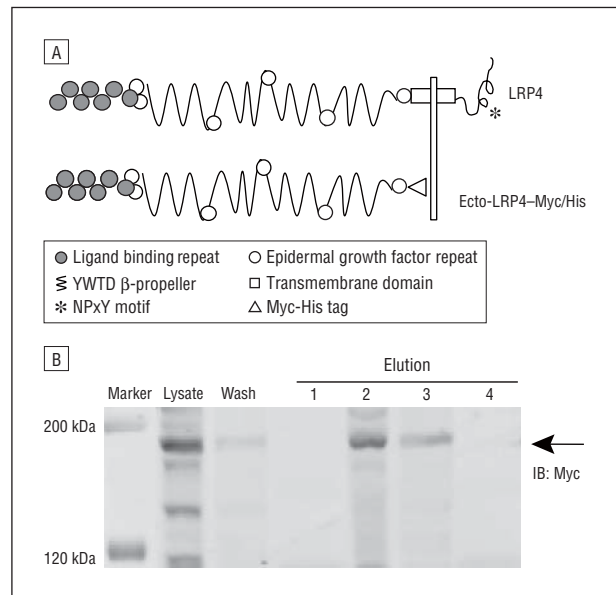 A
LRP4
*
Ecto-LRP4–Myc/His
Ligand binding repeat
Epidermal growth factor repeat
YWTD β-propeller
Transmembrane domain
* NPxY motif
Myc-His tag
B
Elution
Marker Lysate Wash 1 2 3 4
200 kDa
IB: Myc
120 kDa